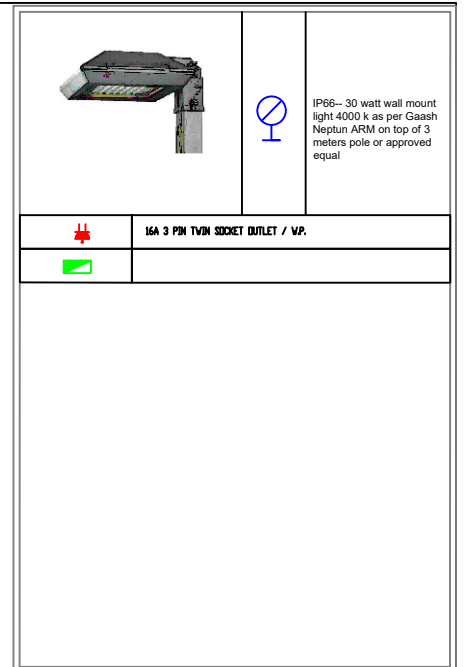 IP66-- 30 watt wall mount
light 4000 k as per Gaash
Neptun ARM on top of 3
meters pole or approved
equal
16A 3 PIN TWIN SOCKET OUTLET / W.P.